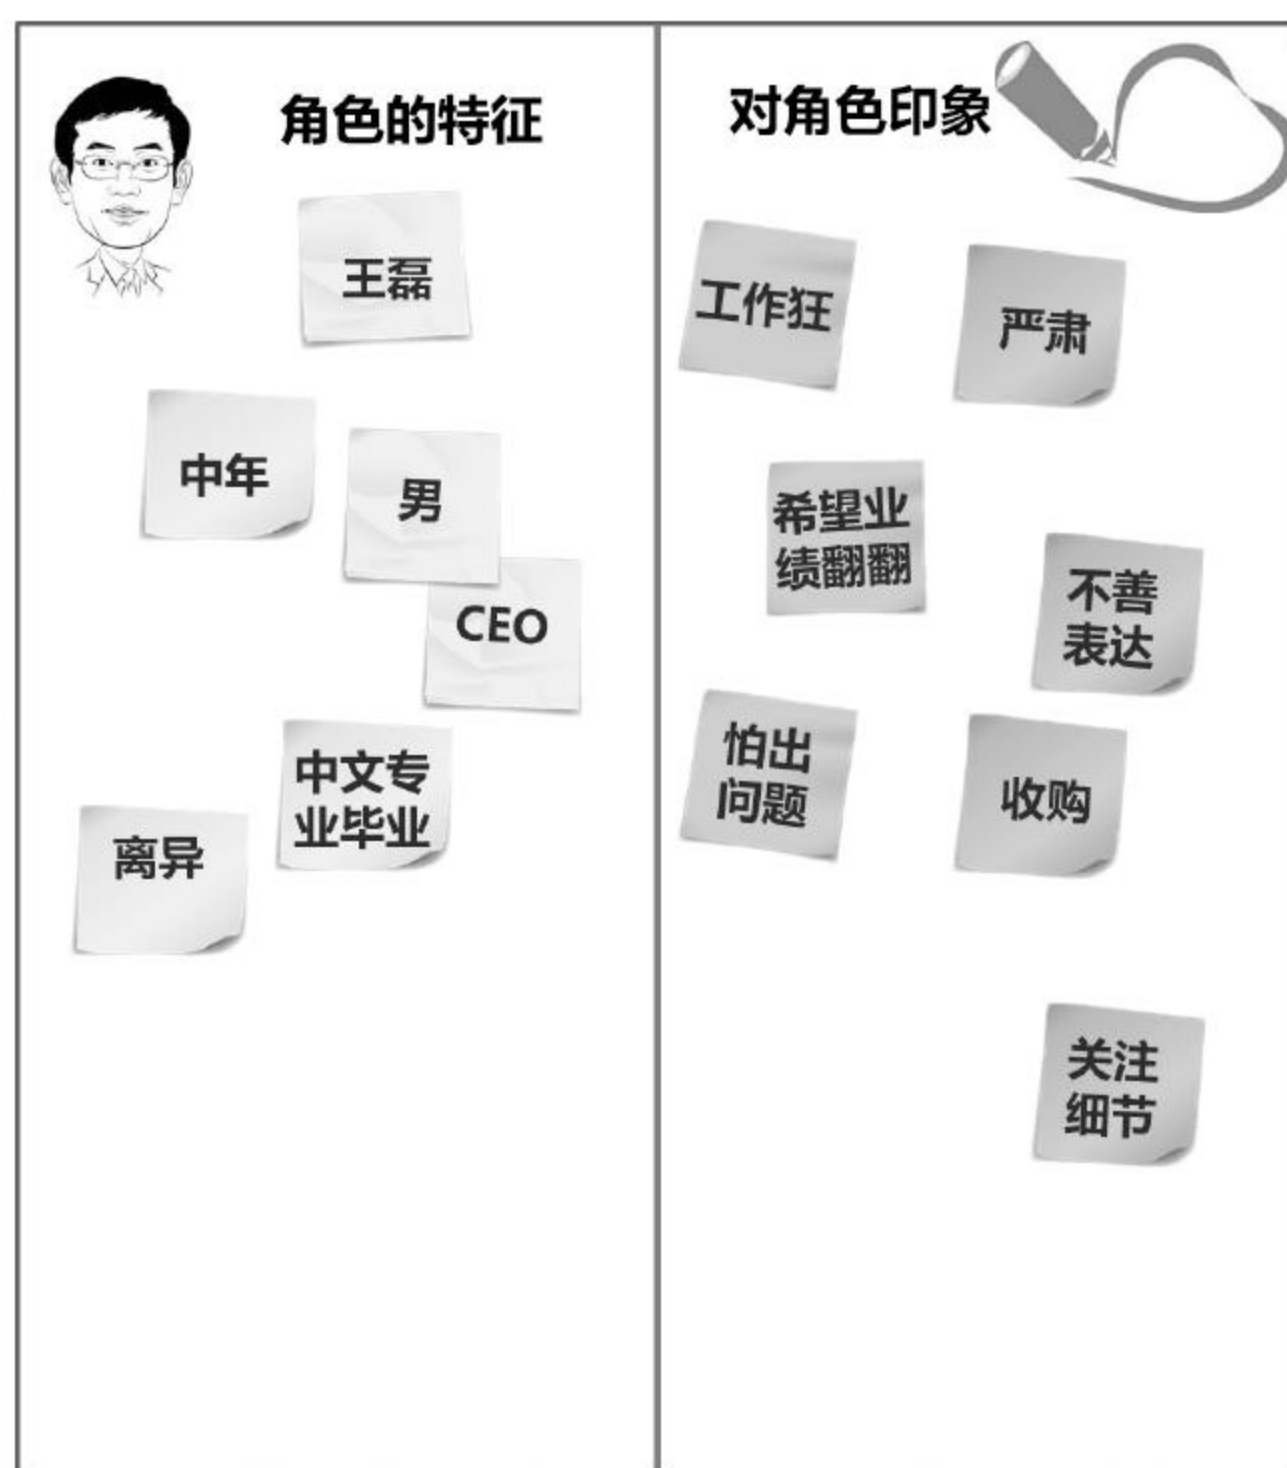 角色的特征
王磊
中年
男
CEO
中文专
业毕业
离异
对角色印象
工作狂
严肃
希望业
绩翻翻
不善
表达
怕出
问题
收购
关注
细节